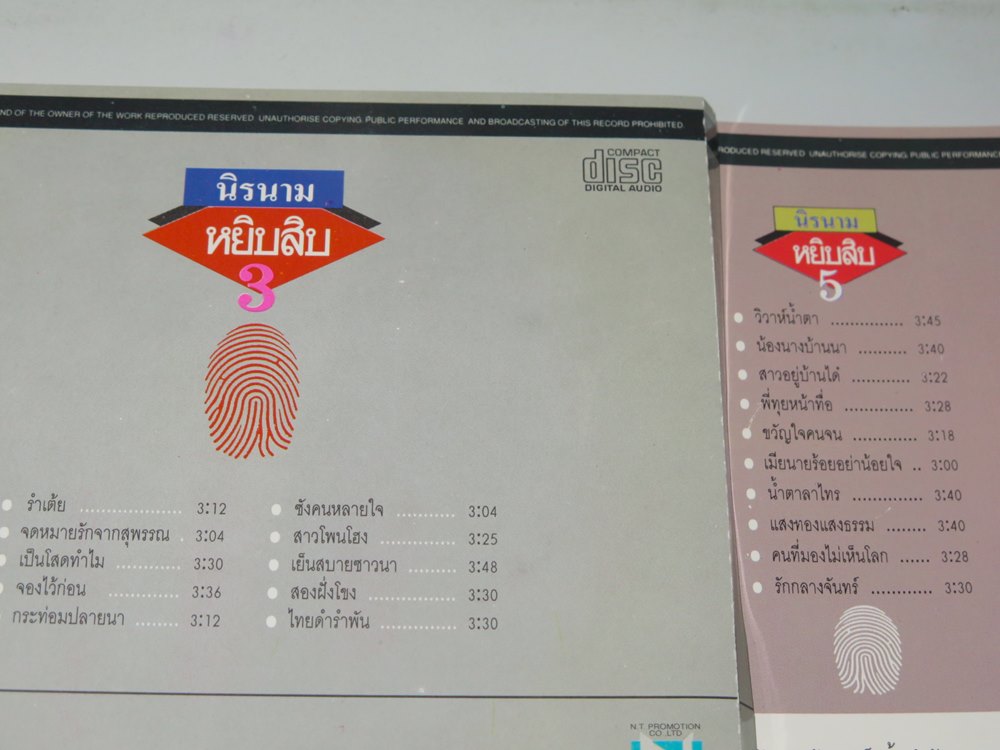 ND OF THE OWNER OF THE WORK REPRODUCED RESERVED UNAUTHORISE COPYING PUBLIC PERFORMANCE AND BROADCASTING OF THIS RECORD PROHIBITED
COMPACT
disc
DIGITAL AUDIO
นิรนาม
หยิบสิบ
3
รำเต้ย .................... 3:12
จดหมายรักจากสุพรรณ . 3:04
เป็นโสดทำไม ............ 3:30
จองไว้ก่อน ............... 3:36
กระท่อมปลายนา ........ 3:12
ชังคนหลายใจ ............ 3:04
สาวโพนโฮง .............. 3:25
เย็นสบายชาวนา ......... 3:48
สองฝั่งโขง ................ 3:30
ไทยดำรำพัน .............. 3:30
N.T. PROMOTION
CO.,LTD
RODUCED RESERVED UNAUTHORISE COPYING PUBLIC PERFORMANC
นิรนาม
หยิบสิบ
5
วิวาห์น้ำตา ............... 3:45
น้องนางบ้านนา .......... 3:40
สาวอยู่บ้านได๋ ............ 3:22
พี่ทุยหน้าทื่อ .............. 3:28
ขวัญใจคนจน ............. 3:18
เมียนายร้อยอย่าน้อยใจ .. 3:00
น้ำตาลาไทร .............. 3:40
แสงทองแสงธรรม ....... 3:40
คนที่มองไม่เห็นโลก ...... 3:28
รักกลางจันทร์ ............ 3:30